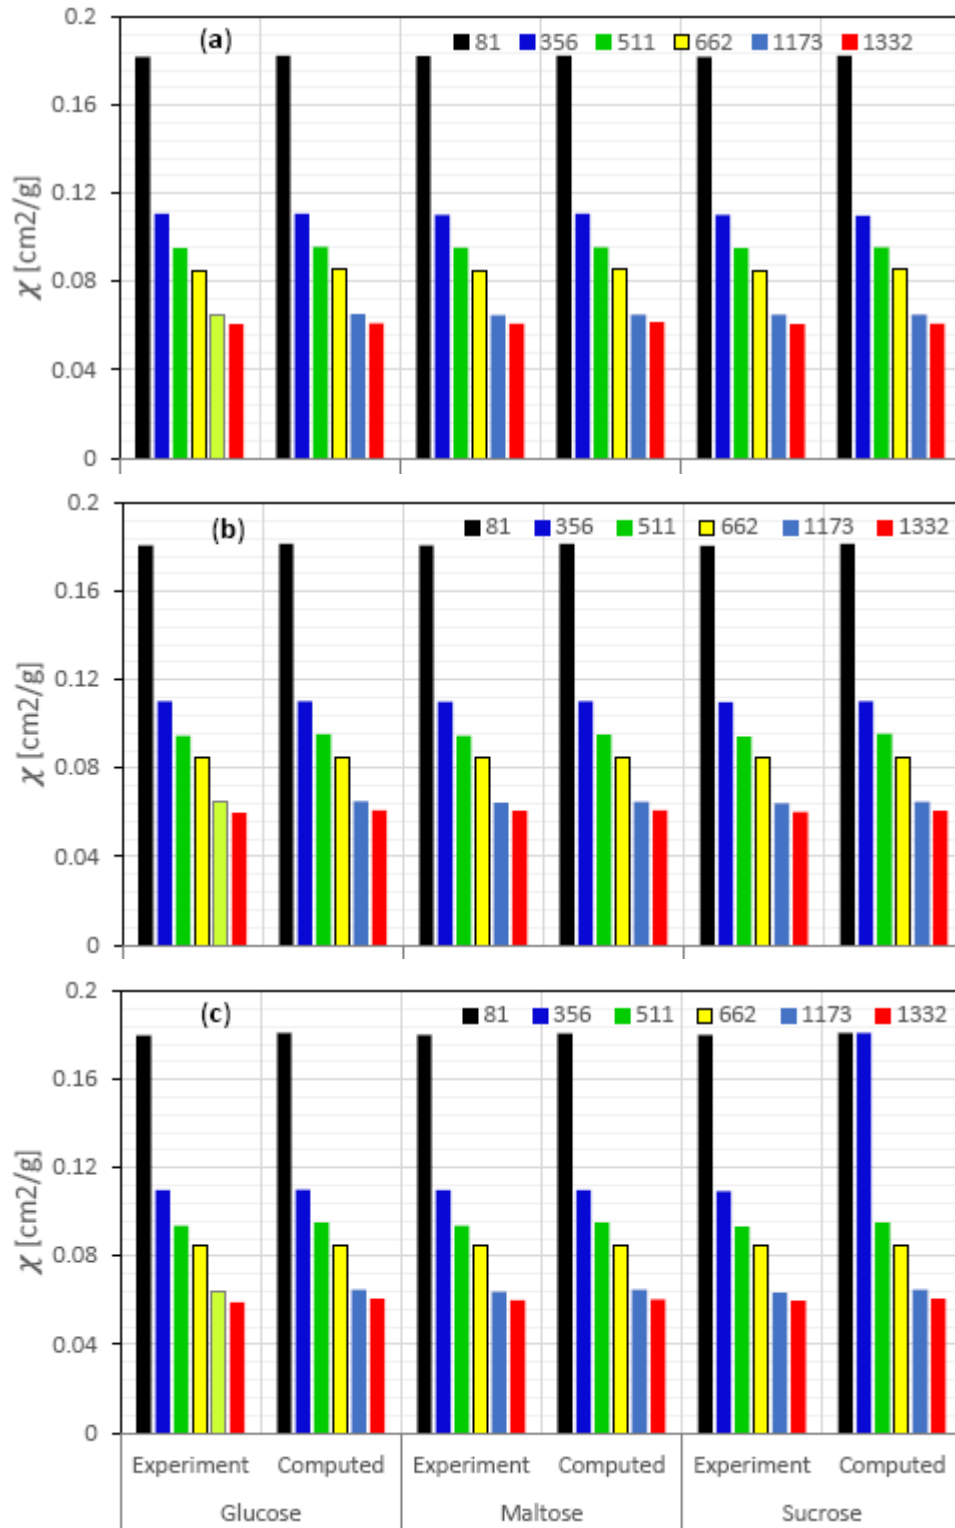 0.2
(a)
81 356 511 662 1173 1332
0.16
0.12
χ [cm2/g]
0.08
0.04
0
0.2
(b)
81 356 511 662 1173 1332
0.16
0.12
χ [cm2/g]
0.08
0.04
0
0.2
(c)
81 356 511 662 1173 1332
0.16
0.12
χ [cm2/g]
0.08
0.04
0
Experiment Computed Experiment Computed Experiment Computed
Glucose Maltose Sucrose